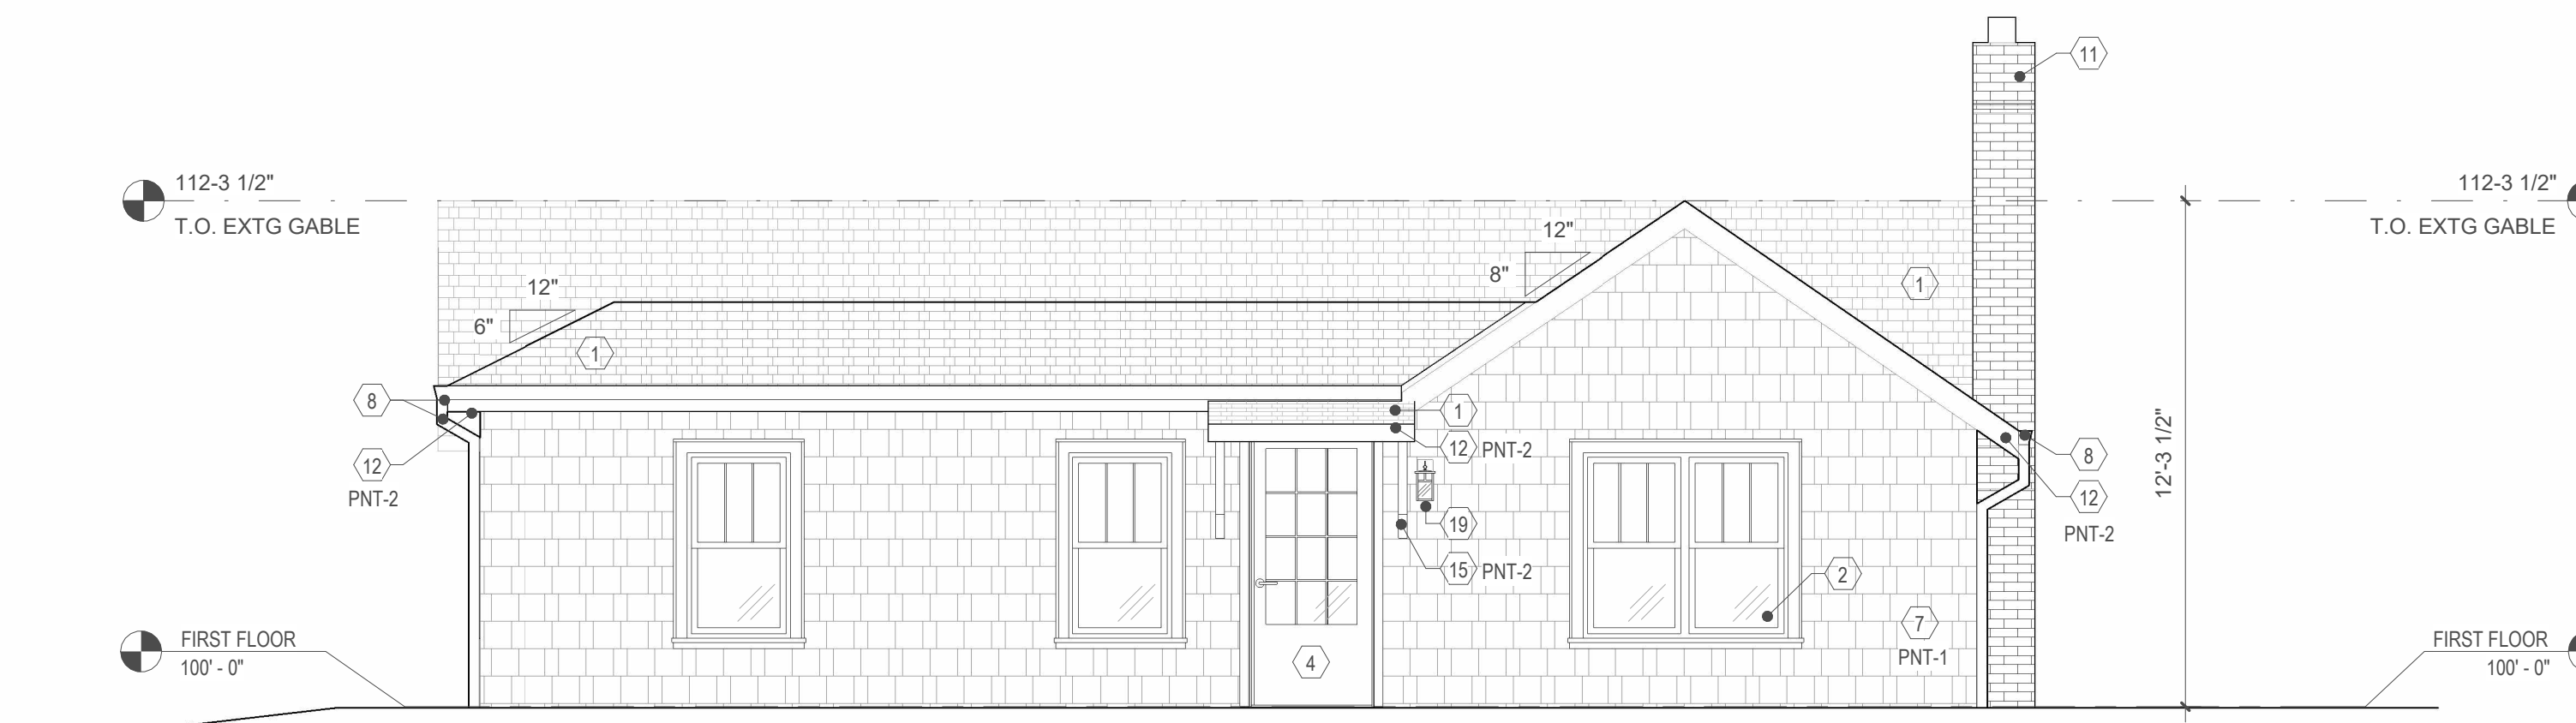 11
112-3 1/2"
T.O. EXTG GABLE
112-3 1/2"
T.O. EXTG GABLE
12"
8"
1
12"
6"
1
8
1
12 PNT-2
12
PNT-2
8
12
PNT-2
12'-3 1/2"
19
15 PNT-2
2
7
PNT-1
4
FIRST FLOOR
100' - 0"
FIRST FLOOR
100' - 0"